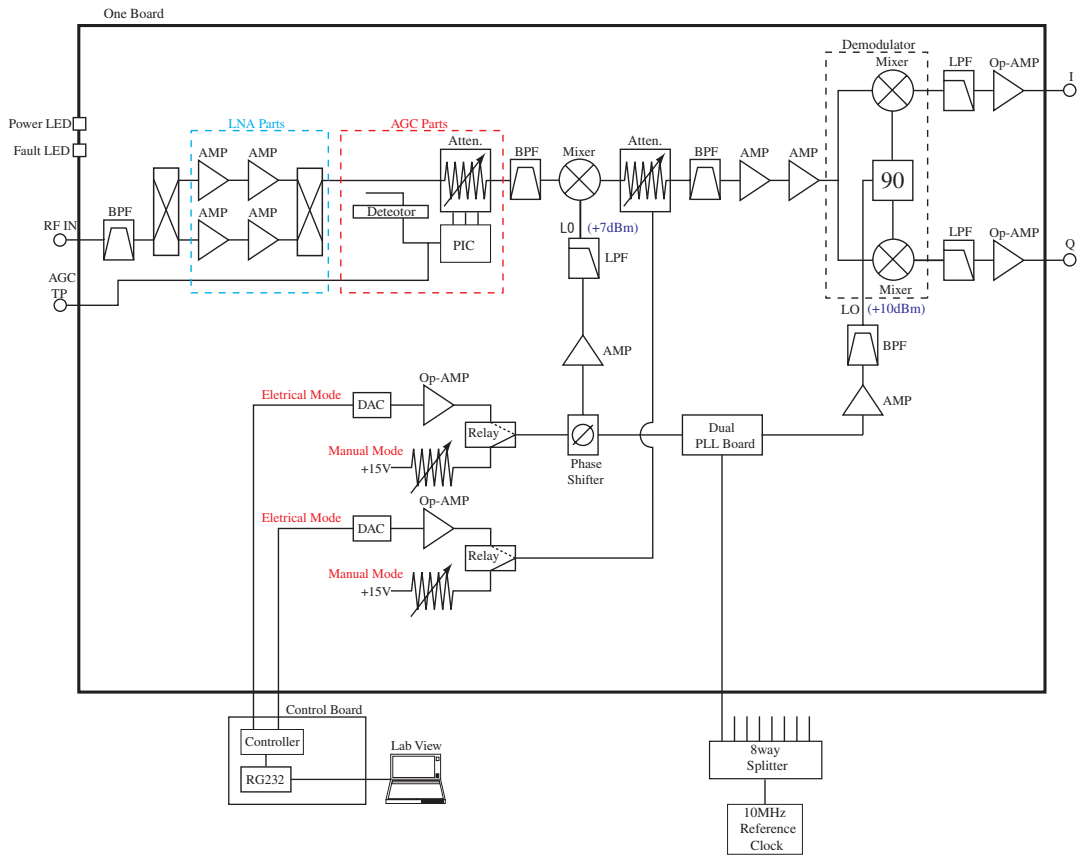 One Board
Demodulator
Mixer
LPF
Op-AMP
I
Power LED
Fault LED
LNA Parts
AGC Parts
AMP
AMP
Atten.
BPF
Mixer
Atten.
BPF
AMP
AMP
90
BPF
RF IN
AMP
AMP
Deteotor
PIC
L0
(+7dBm)
LPF
Op-AMP
Q
AGC
TP
LPF
Mixer
LO
(+10dBm)
BPF
AMP
AMP
Eletrical Mode
DAC
Op-AMP
Relay
Manual Mode
+15V
Phase
Shifter
Dual
PLL Board
Eletrical Mode
DAC
Op-AMP
Relay
Manual Mode
+15V
Control Board
Controller
RG232
Lab View
8way
Splitter
10MHz
Reference
Clock